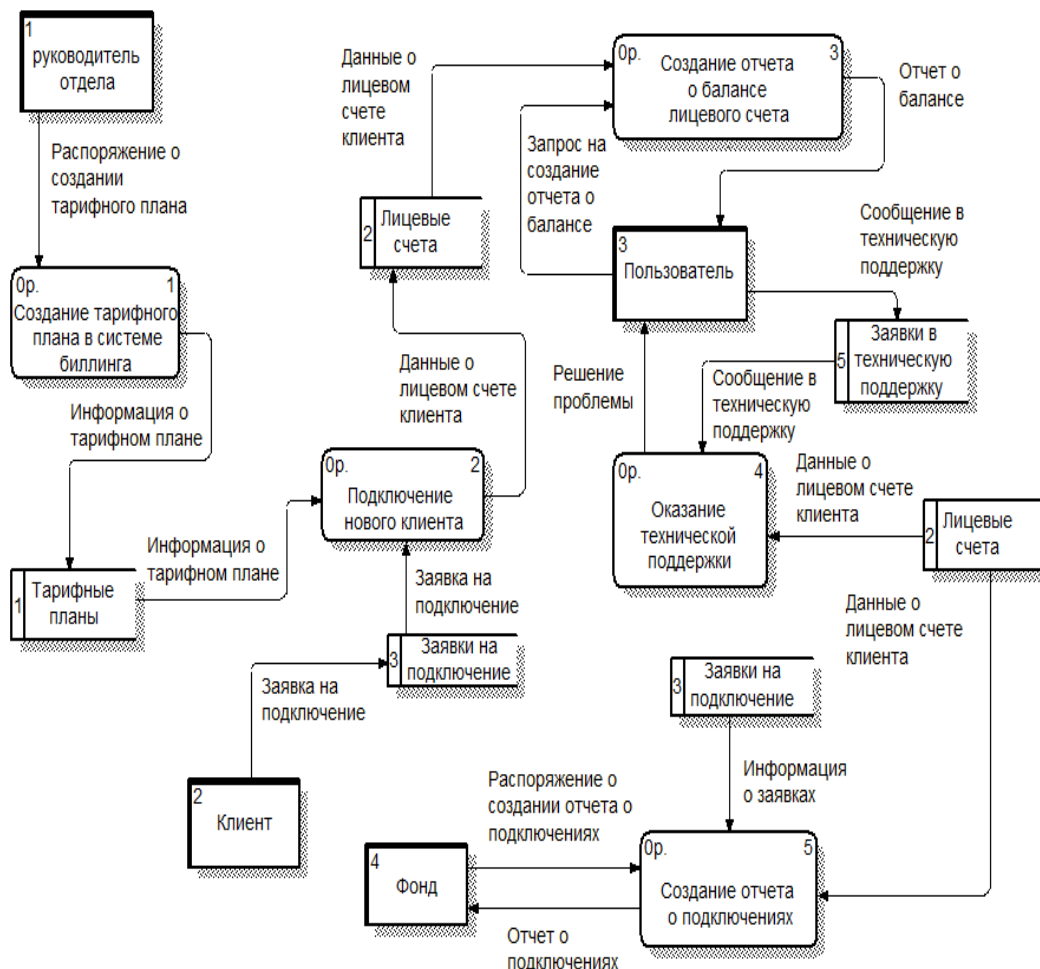 1
руководитель
отдела
Распоряжение о
создании
тарифного плана
0р.
1
Создание тарифного
плана в системе
биллинга
Информация о
тарифном плане
1
Тарифные
планы
Информация о
тарифном плане
Данные о
лицевом
счете
клиента
2
Лицевые
счета
Данные о
лицевом счете
клиента
0р.
2
Подключение
нового клиента
Заявка на
подключение
3
Заявки на
подключение
Заявка на
подключение
2
Клиент
0р.
3
Создание отчета
о балансе
лицевого счета
Отчет о
балансе
Запрос на
создание
отчета о
балансе
3
Пользователь
Сообщение в
техническую
поддержку
5
Заявки в
техническую
поддержку
Решение
проблемы
Сообщение в
техническую
поддержку
0р.
4
Оказание
технической
поддержки
Данные о
лицевом счете
клиента
2
Лицевые
счета
Данные о
лицевом счете
клиента
3
Заявки на
подключение
Информация
о заявках
Распоряжение о
создании отчета о
подключениях
4
Фонд
0р.
5
Создание отчета
о подключениях
Отчет о
подключениях